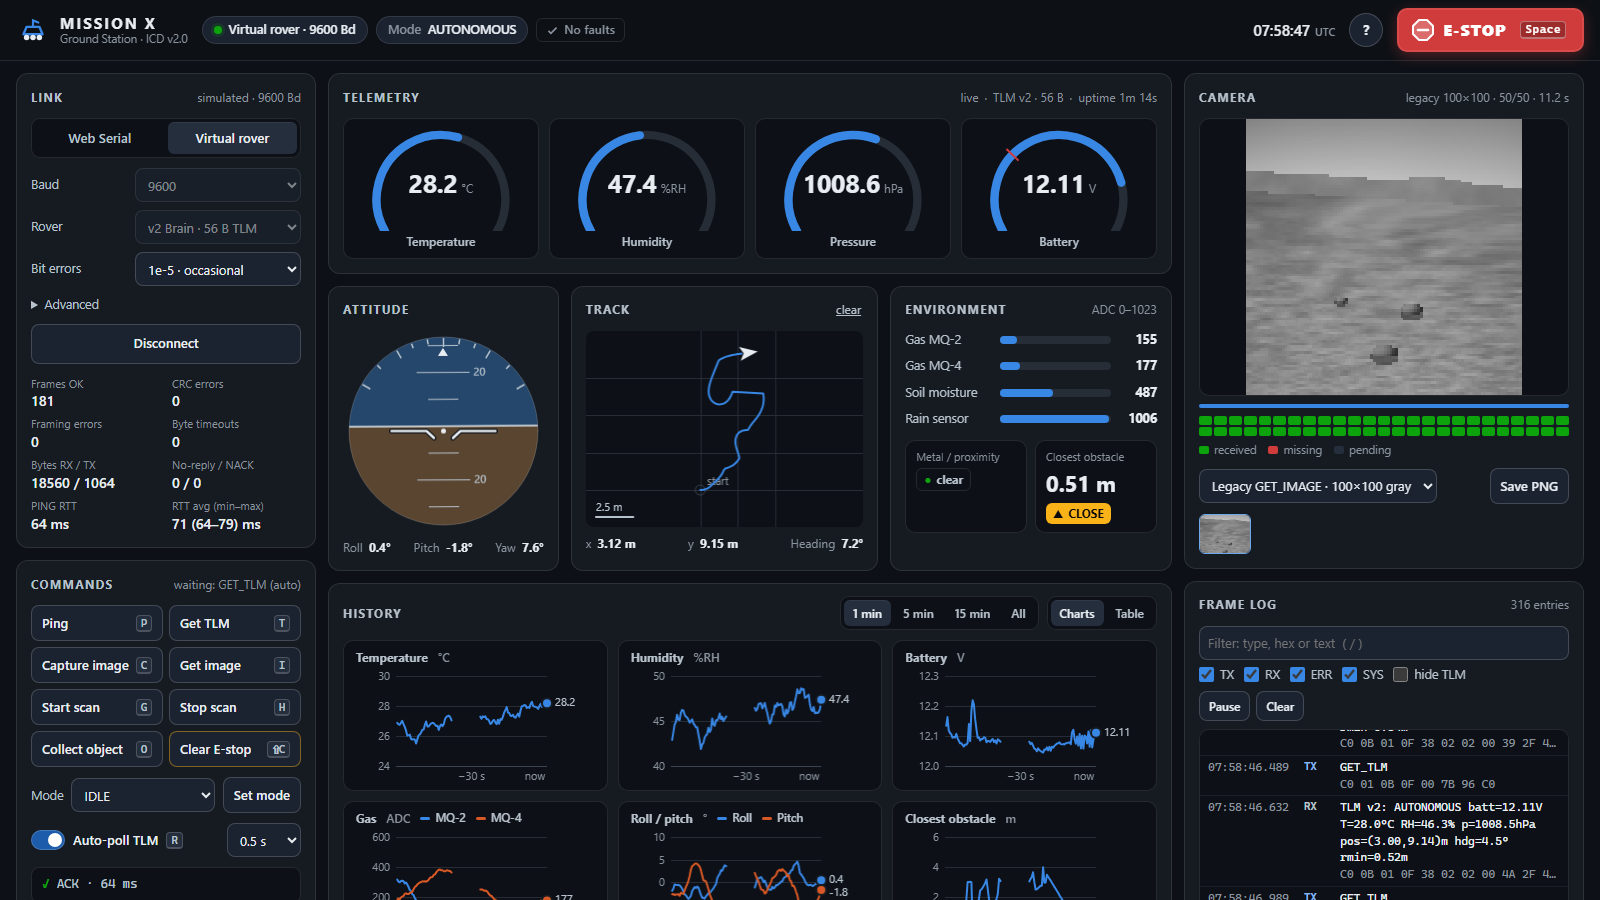 MISSION X
Ground Station · ICD v2.0
Virtual rover · 9600 Bd
Mode AUTONOMOUS
No faults
07:58:47 UTC
?
E-STOP Space
LINK
simulated · 9600 Bd
Web Serial
Virtual rover
Baud
9600
Rover
v2 Brain · 56 B TLM
Bit errors
1e-5 · occasional
Advanced
Disconnect
Frames OK
181
CRC errors
0
Framing errors
0
Byte timeouts
0
Bytes RX / TX
18560 / 1064
No-reply / NACK
0 / 0
PING RTT
64 ms
RTT avg (min–max)
71 (64–79) ms
COMMANDS
waiting: GET_TLM (auto)
Ping P
Get TLM T
Capture image C
Get image I
Start scan G
Stop scan H
Collect object O
Clear E-stop ⇧C
Mode
IDLE
Set mode
Auto-poll TLM R
0.5 s
✓ ACK · 64 ms
TELEMETRY
live · TLM v2 · 56 B · uptime 1m 14s
28.2 °C
Temperature
47.4 %RH
Humidity
1008.6 hPa
Pressure
12.11 V
Battery
ATTITUDE
20
20
Roll 0.4°
Pitch -1.8°
Yaw 7.6°
TRACK
clear
start
2.5 m
x 3.12 m
y 9.15 m
Heading 7.2°
ENVIRONMENT
ADC 0–1023
Gas MQ-2 155
Gas MQ-4 177
Soil moisture 487
Rain sensor 1006
Metal / proximity
clear
Closest obstacle
0.51 m
▲ CLOSE
HISTORY
1 min
5 min
15 min
All
Charts
Table
Temperature °C
30
28
26
24
28.2
−30 s
now
Humidity %RH
50
45
40
47.4
−30 s
now
Battery V
12.3
12.2
12.1
12.0
12.11
−30 s
now
Gas ADC MQ-2 MQ-4
600
400
200
177
Roll / pitch ° Roll Pitch
10
5
0
0.4
-1.8
Closest obstacle m
6
4
2
CAMERA
legacy 100×100 · 50/50 · 11.2 s
received
missing
pending
Legacy GET_IMAGE · 100×100 gray
Save PNG
FRAME LOG
316 entries
Filter: type, hex or text (/)
TX
RX
ERR
SYS
hide TLM
Pause
Clear
C0 0B 01 0F 38 02 02 00 39 2F 4…
07:58:46.489 TX GET_TLM
C0 01 0B 0F 00 7B 96 C0
07:58:46.632 RX TLM v2: AUTONOMOUS batt=12.11V
T=28.0°C RH=46.3% p=1008.5hPa
pos=(3.00,9.14)m hdg=4.5°
rmin=0.52m
C0 0B 01 0F 38 02 02 00 4A 2F 4…
07:58:46.989 TX GET_TLM